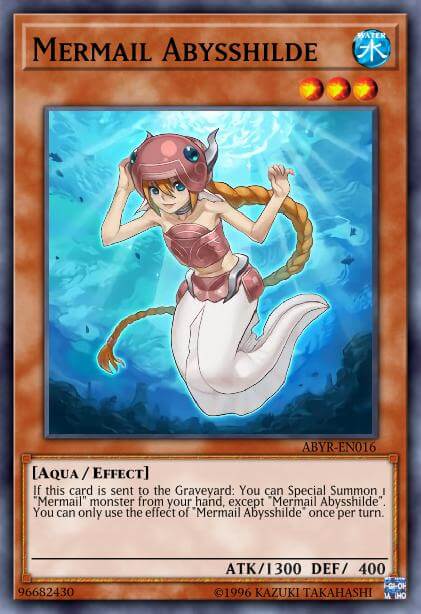 MERMAIL ABYSSHILDE
WATER
水
ABYR-EN016
[AQUA / EFFECT]
If this card is sent to the Graveyard: You can Special Summon 1
"Mermail" monster from your hand, except "Mermail Abysshilde".
You can only use the effect of "Mermail Abysshilde" once per turn.
ATK/1300 DEF/ 400
96682430
©1996 KAZUKI TAKAHASHI